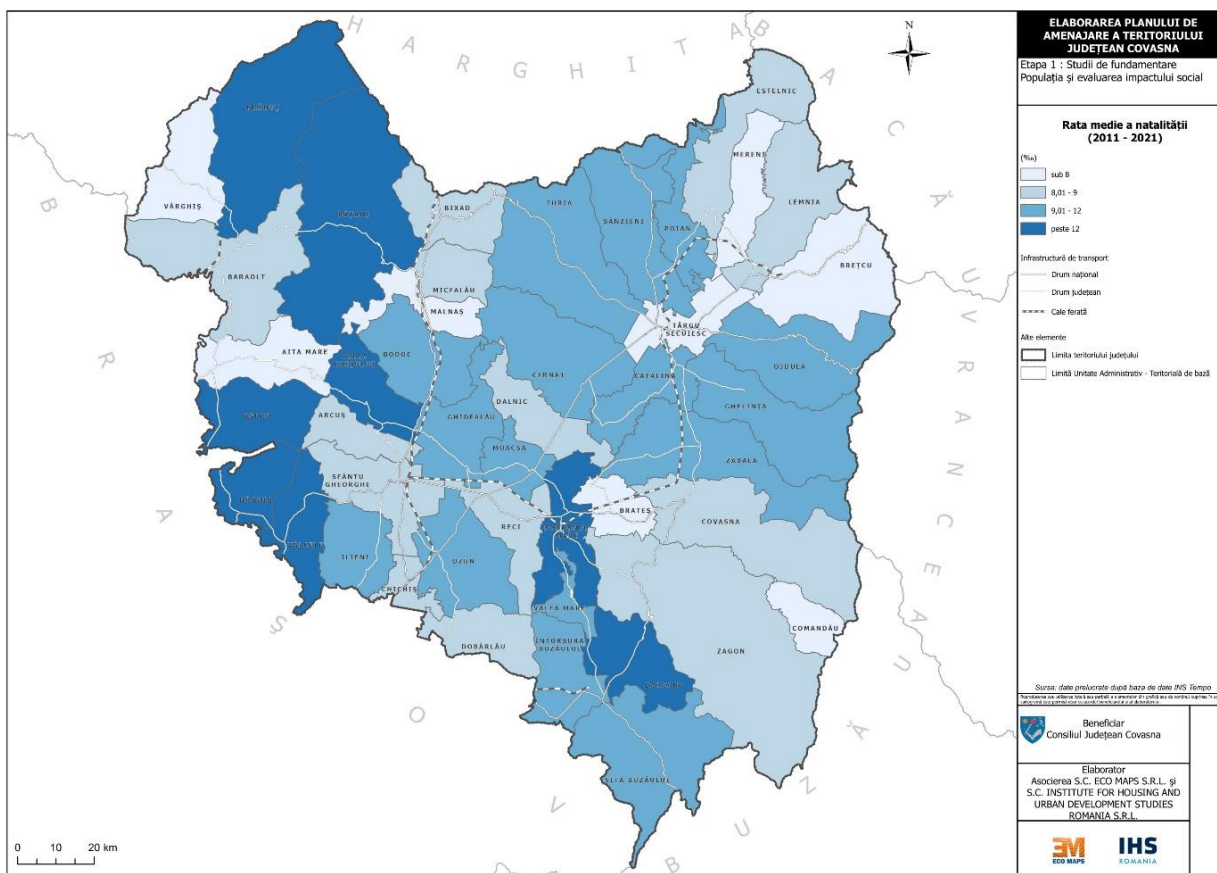 HARGHITA
BACĂU
VRANCEA
BUZĂU
BRAȘOV
N
ESTELNIC
MERENI
LEMNIA
VÂRGHIȘ
BIXAD
TURIA
SÂNZIENI
POIAN
BARAOLT
BREȚCU
MICFALĂU
MALNAȘ
TÂRGU
SECUIESC
AITA MARE
BODOC
OJDULA
CERNAT
CATALINA
GHELINȚA
DALNIC
ARCUȘ
GHIDFALĂU
MOACȘA
ZABALA
SFÂNTU
GHEORGHE
RECI
BRATEȘ
COVASNA
ILIENI
UZUN
CHICHIȘ
VALEA MARE
COMANDĂU
DOBÂRLĂU
ÎNTORSURA
BUZĂULUI
ZAGON
SITA BUZĂULUI
0 10 20 km
ELABORAREA PLANULUI DE
AMENAJARE A TERITORIULUI
JUDEȚEAN COVASNA
Etapa 1 : Studii de fundamentare
Populația și evaluarea impactului social
Rata medie a natalității
(2011 - 2021)
(‰)
sub 8
8,01 - 9
9,01 - 12
peste 12
Infrastructură de transport
Drum național
Drum județean
Cale ferată
Alte elemente
Limita teritoriului județului
Limită Unitate Administrativ - Teritorială de bază
Sursa: date prelucrate după baza de date INS Tempo
Beneficiar
Consiliul Județean Covasna
Elaborator
Asocierea S.C. ECO MAPS S.R.L. și
S.C. INSTITUTE FOR HOUSING AND
URBAN DEVELOPMENT STUDIES
ROMANIA S.R.L.
ECO MAPS
IHS
ROMANIA